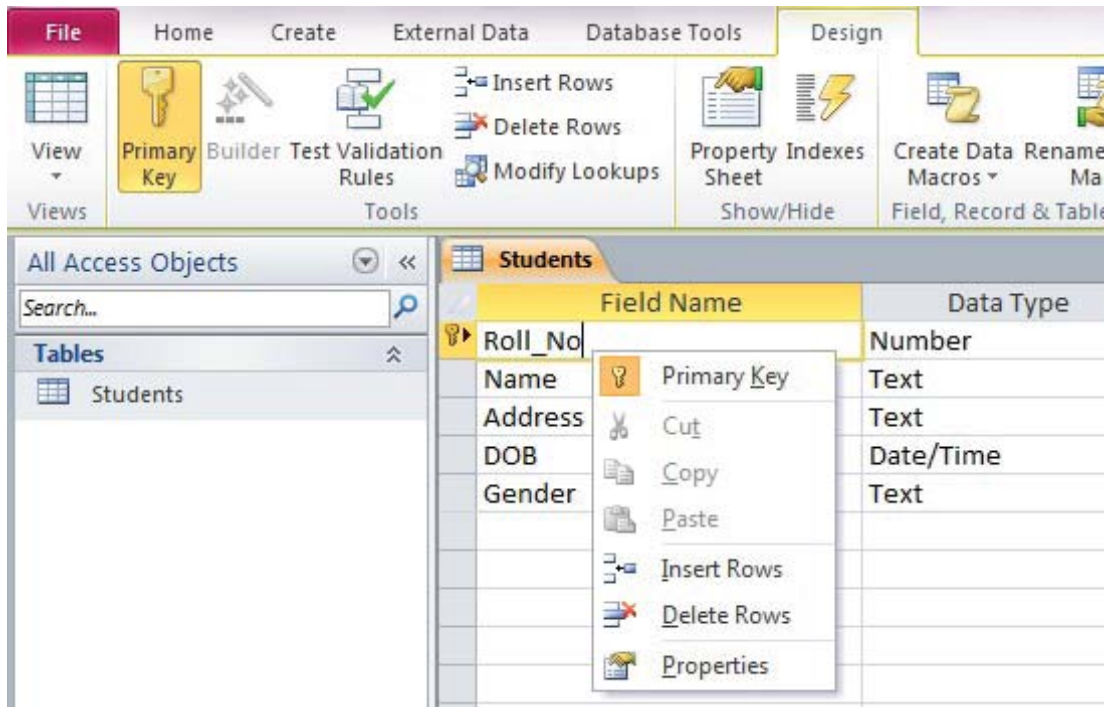 File Home Create External Data Database Tools Design
View
Views
Primary Key
Builder
Test Validation Rules
Insert Rows
Delete Rows
Modify Lookups
Tools
Property Sheet
Indexes
Show/Hide
Create Data Macros
Rename
Ma
Field, Record & Table
All Access Objects
Search...
Tables
Students
Students
Field Name Data Type
Roll_No Number
Name Text
Address Text
DOB Date/Time
Gender Text
Primary Key
Cut
Copy
Paste
Insert Rows
Delete Rows
Properties